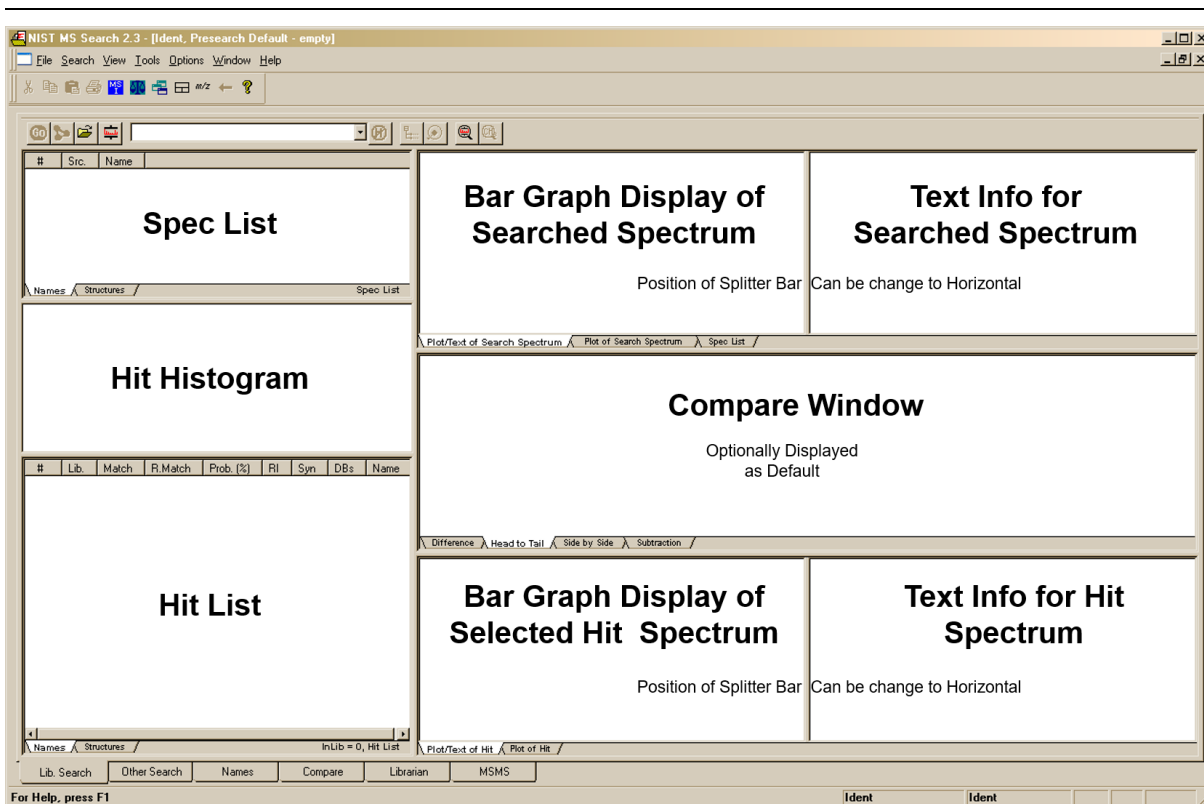 NIST MS Search 2.3 - [Ident, Presearch Default - empty]
File Search View Tools Options Window Help
MS
m/z
Go
# Src. Name
Spec List
Names Structures Spec List
Hit Histogram
# Lib. Match R.Match Prob. (%) RI Syn DBs Name
Hit List
Names Structures InLib = 0, Hit List
Bar Graph Display of
Searched Spectrum
Text Info for
Searched Spectrum
Position of Splitter Bar Can be change to Horizontal
Plot/Text of Search Spectrum Plot of Search Spectrum Spec List
Compare Window
Optionally Displayed
as Default
Difference Head to Tail Side by Side Subtraction
Bar Graph Display of
Selected Hit Spectrum
Text Info for Hit
Spectrum
Position of Splitter Bar Can be change to Horizontal
Plot/Text of Hit Plot of Hit
Lib. Search Other Search Names Compare Librarian MSMS
For Help, press F1 Ident Ident